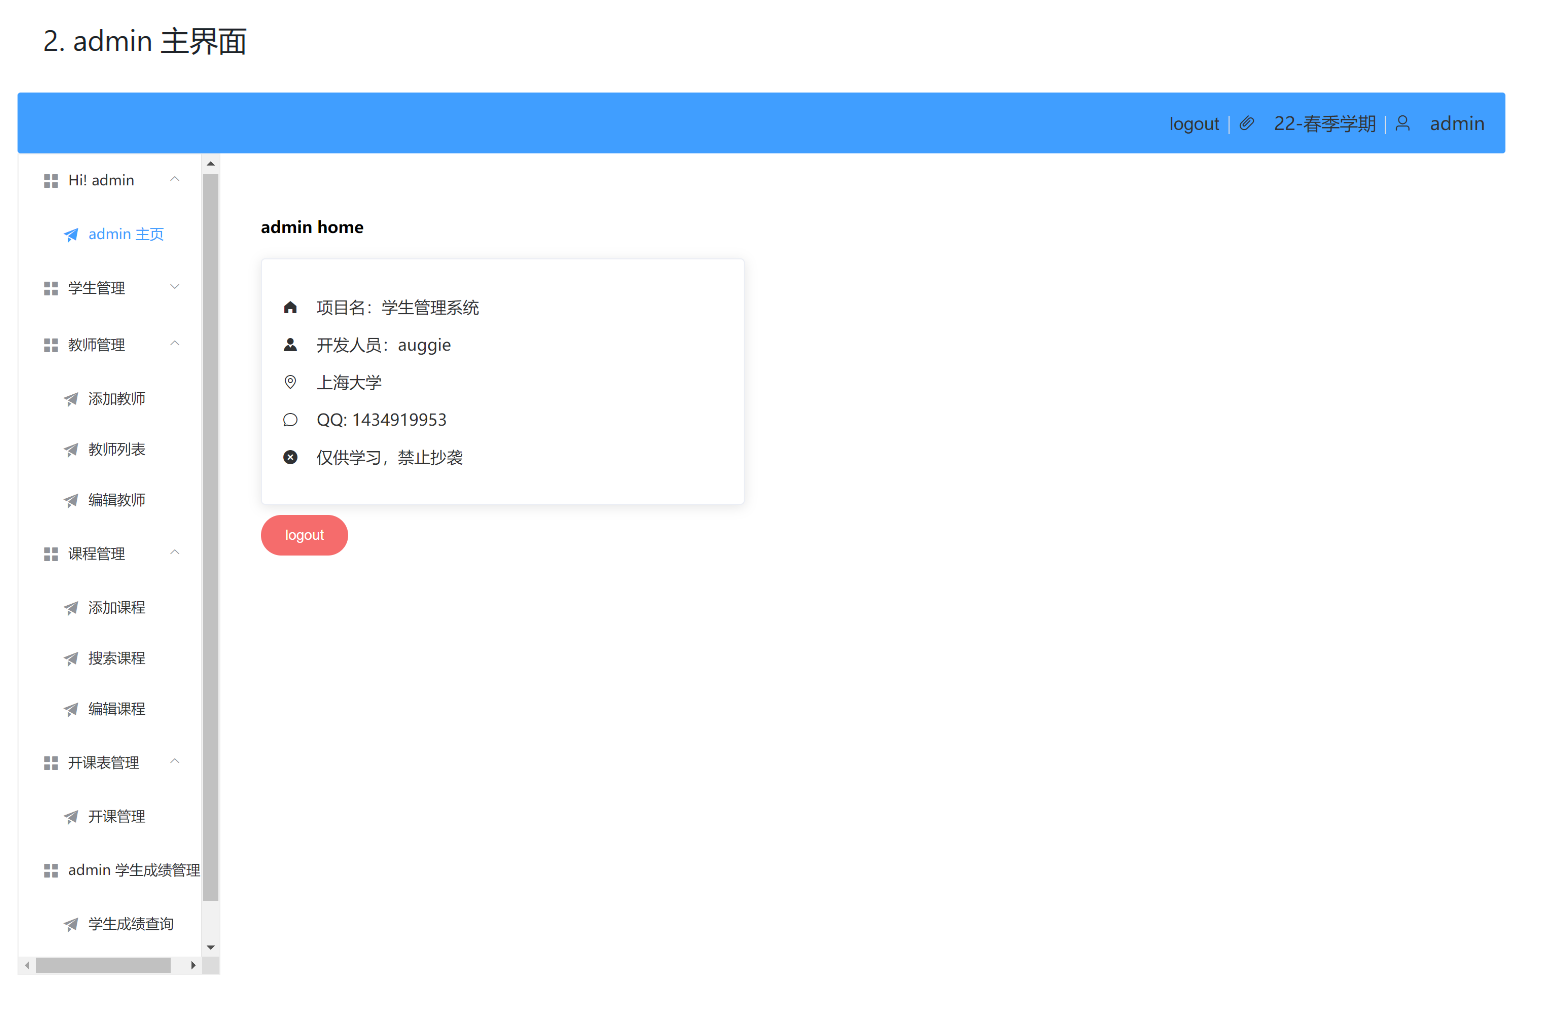 2. admin 主界面
logout | 22-春季学期 | admin
Hi! admin
admin 主页
学生管理
教师管理
添加教师
教师列表
编辑教师
课程管理
添加课程
搜索课程
编辑课程
开课表管理
开课管理
admin 学生成绩管理
学生成绩查询
admin home
项目名：学生管理系统
开发人员：auggie
上海大学
QQ: 1434919953
仅供学习，禁止抄袭
logout